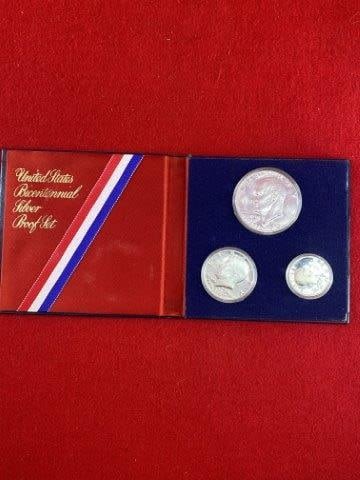 United States
Bicentennial
Silver
Proof Set